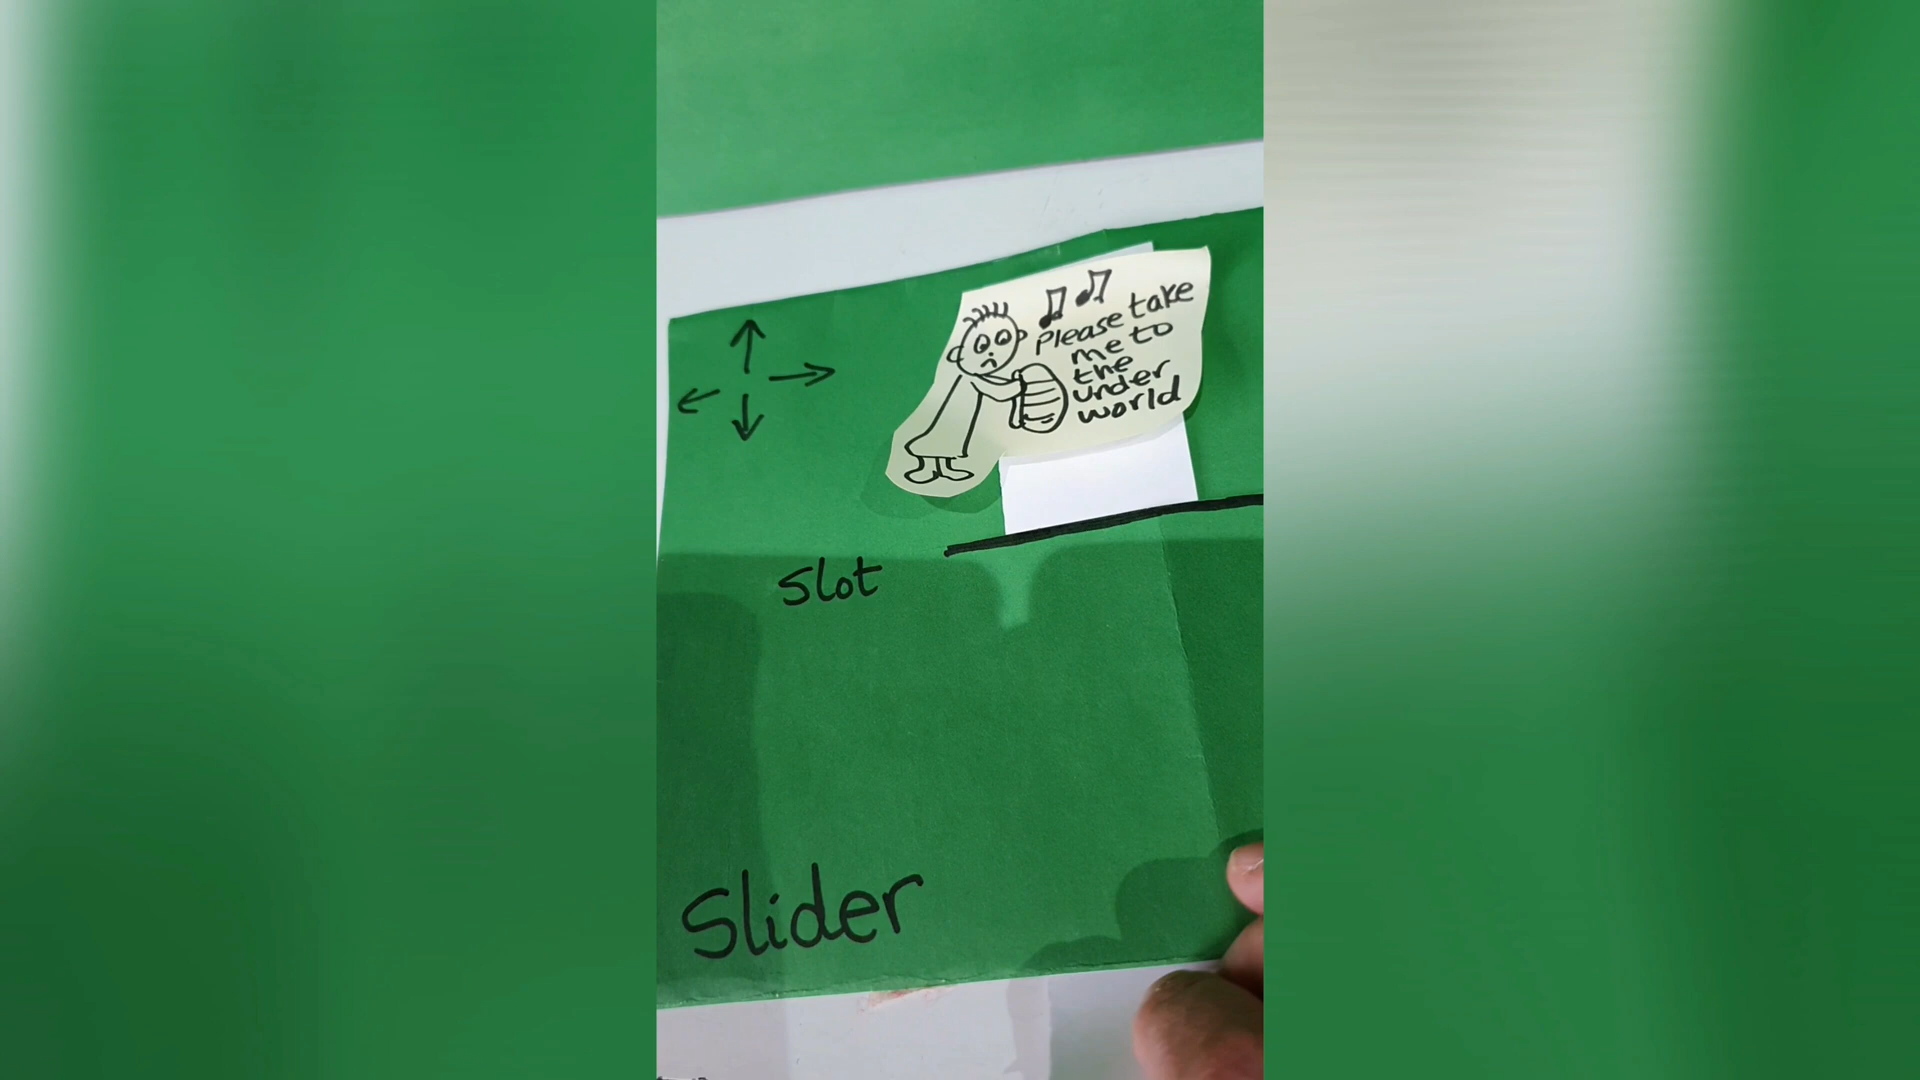 Please take
me to
the
under
world
Slot
Slider